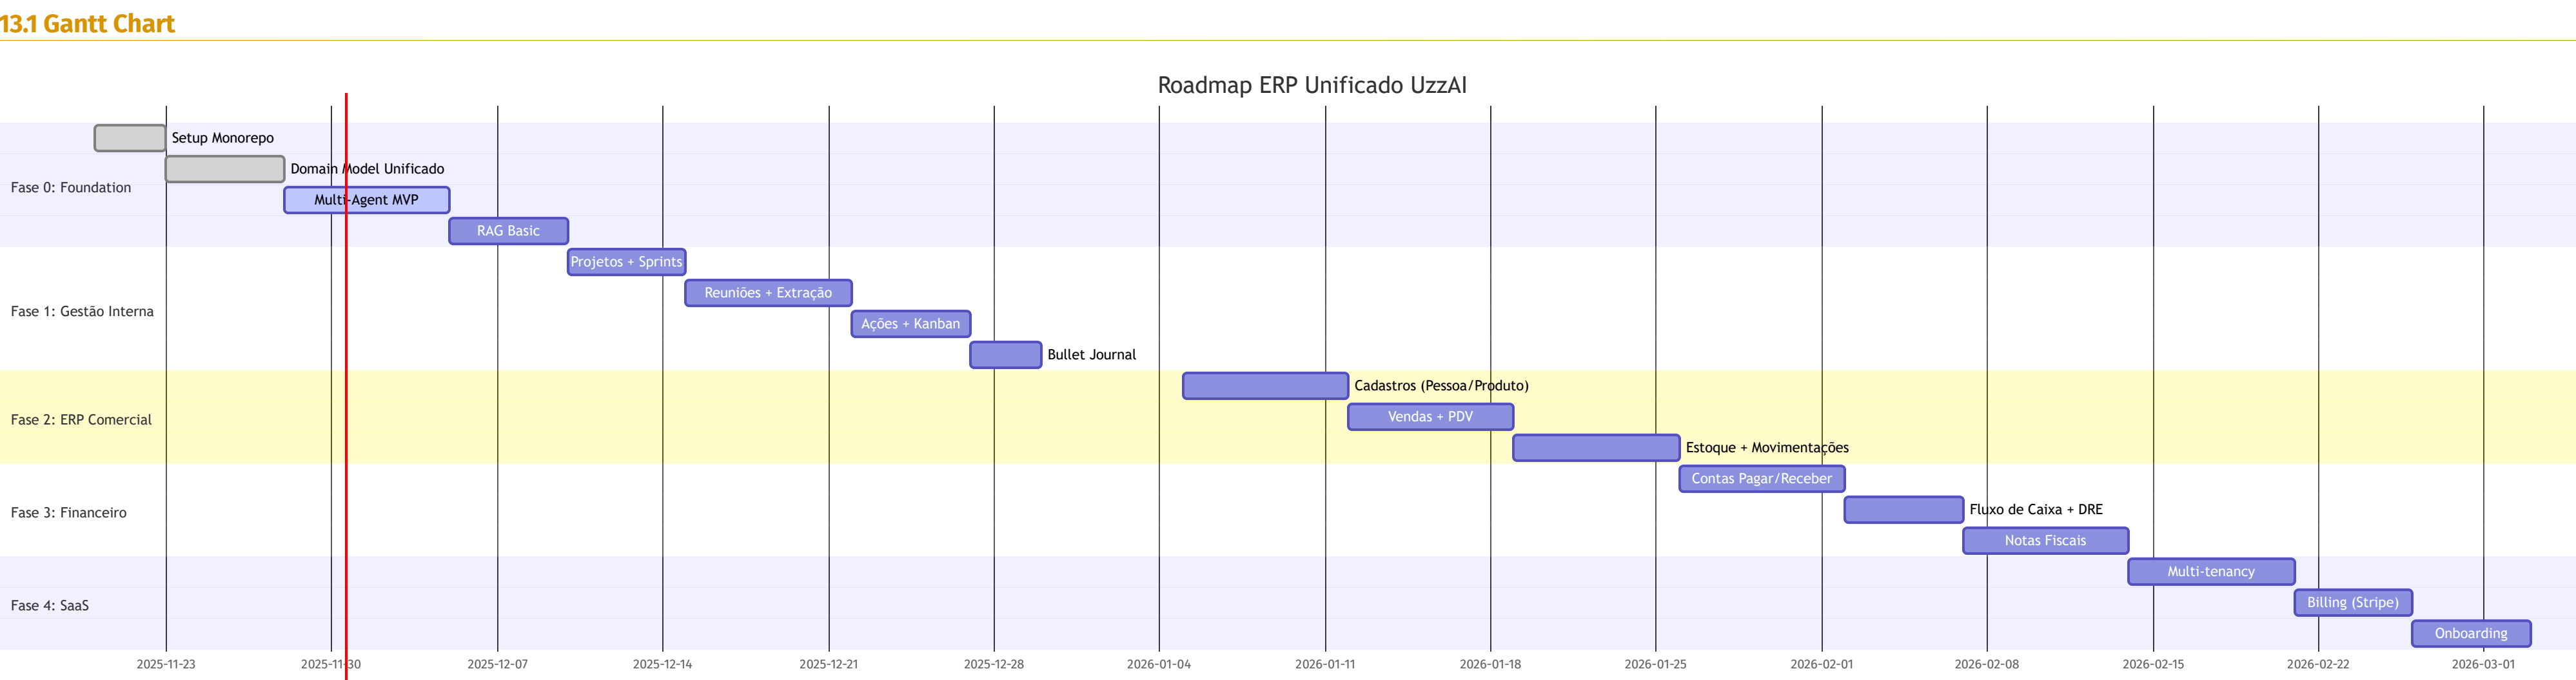 13.1 Gantt Chart
Roadmap ERP Unificado UzzAI
Fase 0: Foundation
Setup Monorepo
Domain Model Unificado
Multi-Agent MVP
RAG Basic
Fase 1: Gestão Interna
Projetos + Sprints
Reuniões + Extração
Ações + Kanban
Bullet Journal
Fase 2: ERP Comercial
Cadastros (Pessoa/Produto)
Vendas + PDV
Estoque + Movimentações
Fase 3: Financeiro
Contas Pagar/Receber
Fluxo de Caixa + DRE
Notas Fiscais
Fase 4: SaaS
Multi-tenancy
Billing (Stripe)
Onboarding
2025-11-23
2025-11-30
2025-12-07
2025-12-14
2025-12-21
2025-12-28
2026-01-04
2026-01-11
2026-01-18
2026-01-25
2026-02-01
2026-02-08
2026-02-15
2026-02-22
2026-03-01